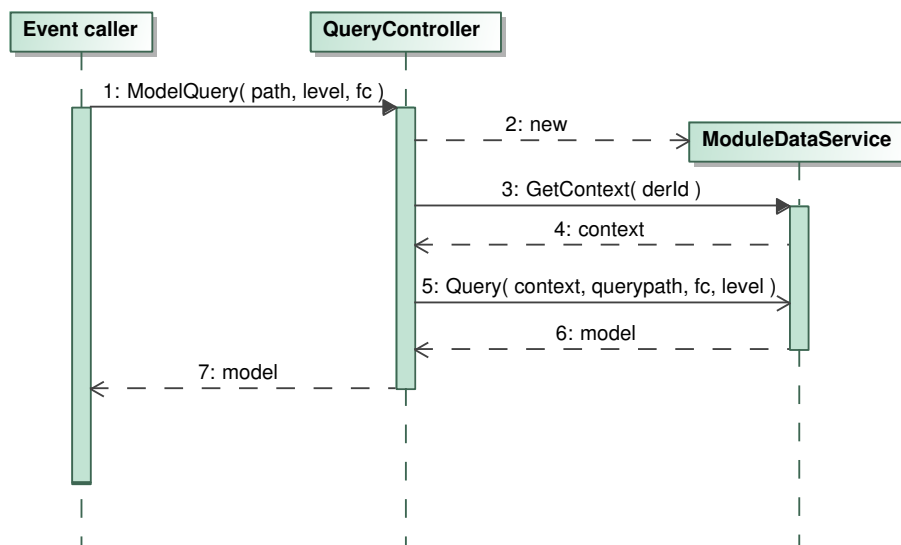 Event caller
QueryController
1: ModelQuery( path, level, fc )
2: new
ModuleDataService
3: GetContext( derId )
4: context
5: Query( context, querypath, fc, level )
6: model
7: model